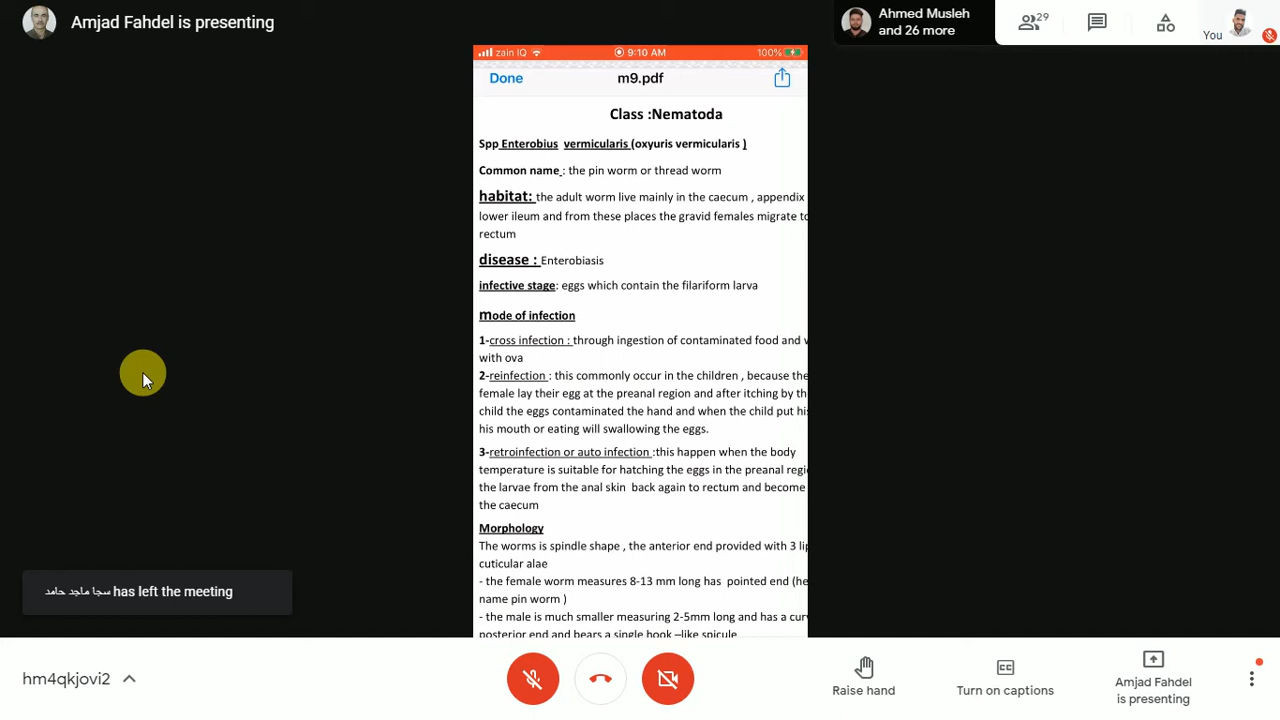 Amjad Fahdel is presenting
Ahmed Musleh
and 26 more
29
You
zain IQ 9:10 AM 100%
Done m9.pdf
Class :Nematoda
Spp Enterobius vermicularis (oxyuris vermicularis )
Common name : the pin worm or thread worm
habitat: the adult worm live mainly in the caecum , appendix
lower ileum and from these places the gravid females migrate to
rectum
disease : Enterobiasis
infective stage: eggs which contain the filariform larva
mode of infection
1-cross infection : through ingestion of contaminated food and
with ova
2-reinfection : this commonly occur in the children , because the
female lay their egg at the preanal region and after itching by th
child the eggs contaminated the hand and when the child put hi
his mouth or eating will swallowing the eggs.
3-retroinfection or auto infection :this happen when the body
temperature is suitable for hatching the eggs in the preanal regi
the larvae from the anal skin back again to rectum and become
the caecum
Morphology
The worms is spindle shape , the anterior end provided with 3 li
cuticular alae
- the female worm measures 8-13 mm long has pointed end (he
name pin worm )
- the male is much smaller measuring 2-5mm long and has a cur
posterior end and bears a single hook –like spicule
سجا ماجد حامد has left the meeting
hm4qkjovi2
Raise hand
Turn on captions
Amjad Fahdel
is presenting